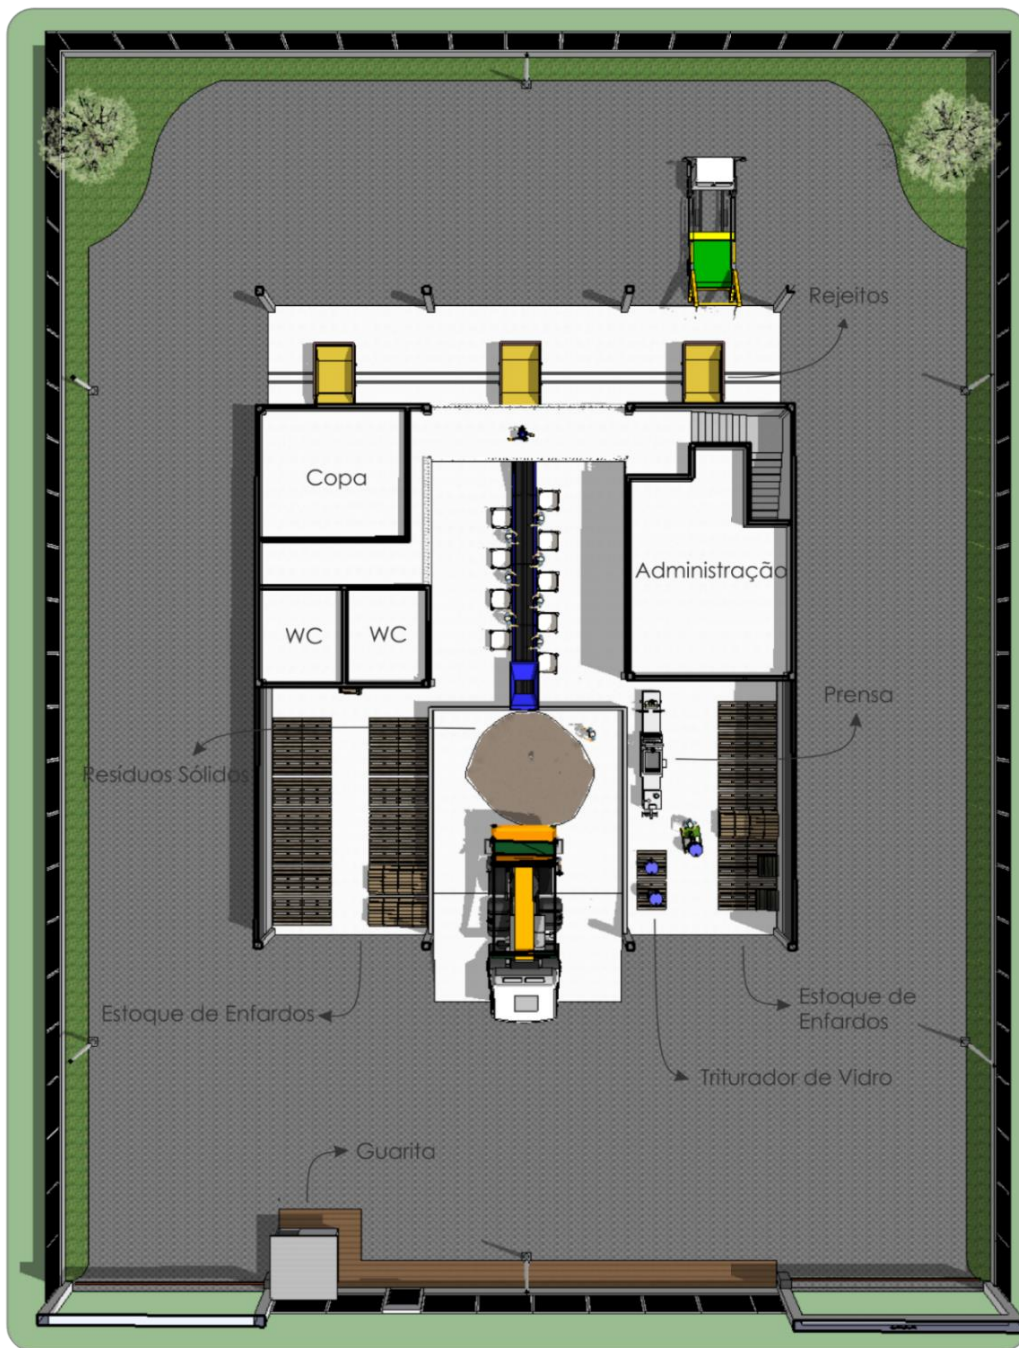 Rejeitos
Copa
Administração
WC
WC
Prensa
Resíduos Sólidos
Estoque de Enfardos
Estoque de
Enfardos
Triturador de Vidro
Guarita